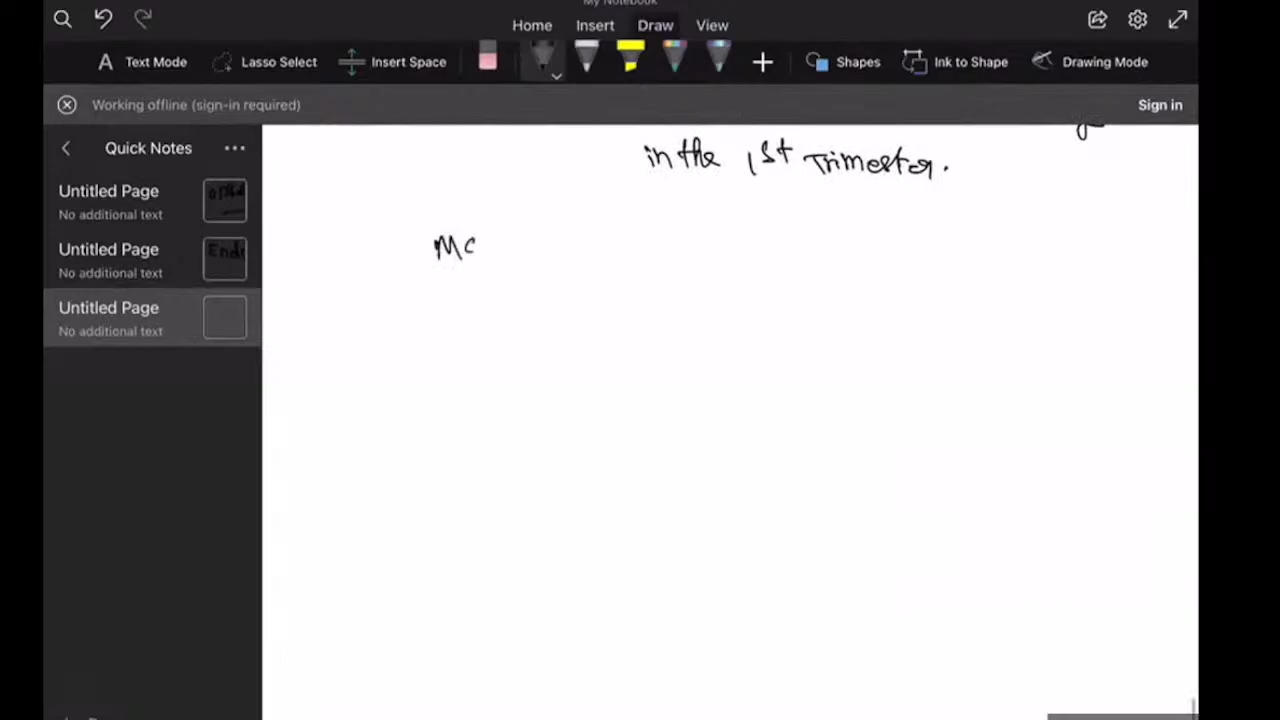 My Notebook
Home Insert Draw View
Text Mode Lasso Select Insert Space Shapes Ink to Shape Drawing Mode
Working offline (sign-in required) Sign in
Quick Notes
Untitled Page
No additional text
Untitled Page
No additional text
Untitled Page
No additional text
in the 1st Trimester.
Mc